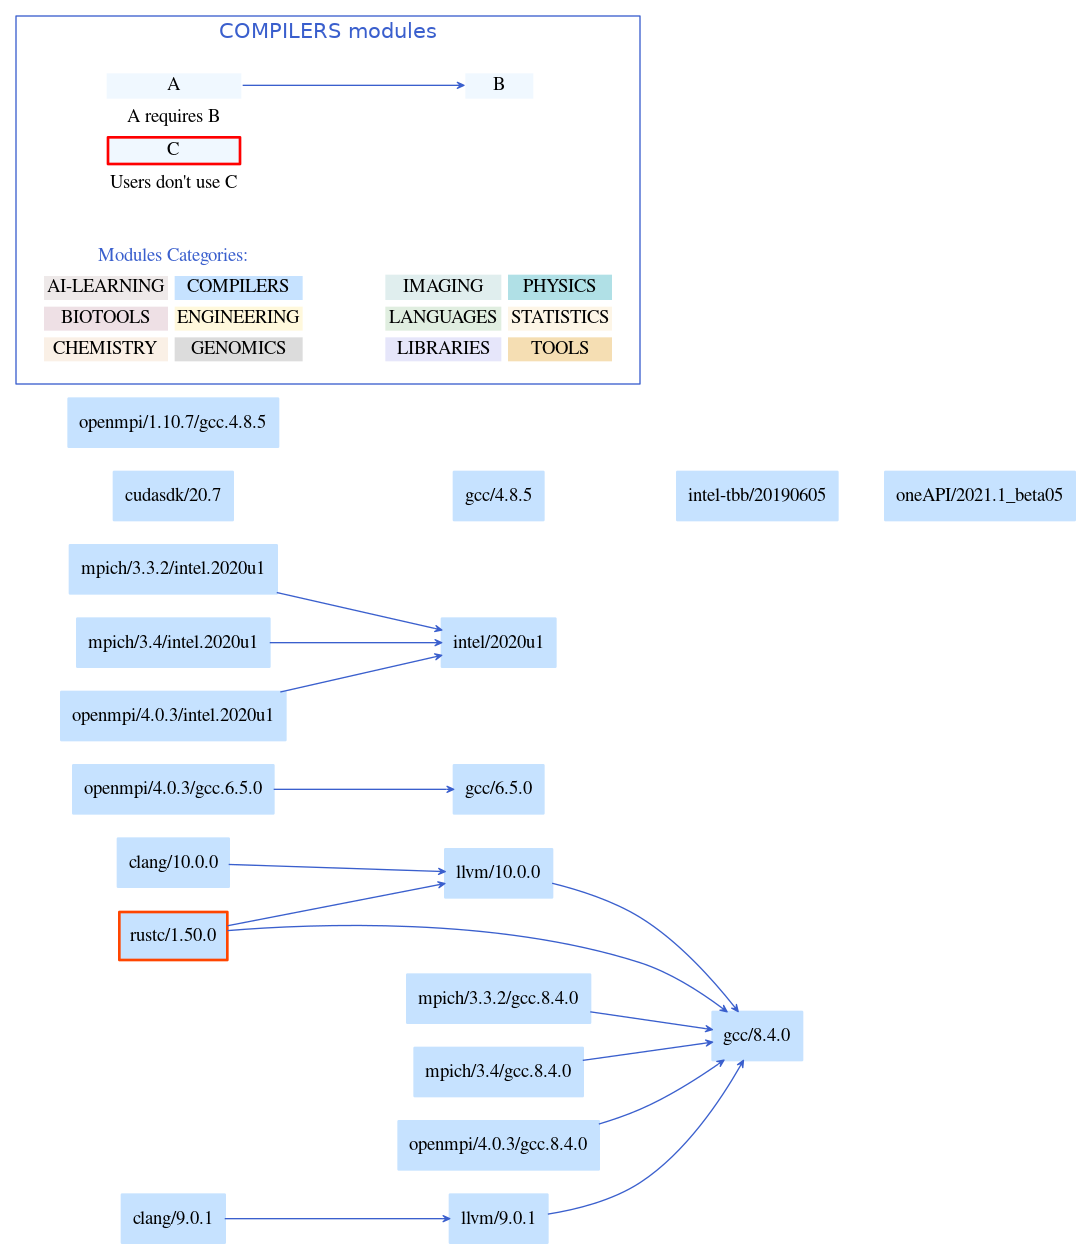 COMPILERS modules
A
B
A requires B
C
Users don't use C
Modules Categories:
AI-LEARNING COMPILERS IMAGING PHYSICS
BIOTOOLS ENGINEERING LANGUAGES STATISTICS
CHEMISTRY GENOMICS LIBRARIES TOOLS
openmpi/1.10.7/gcc.4.8.5
cudasdk/20.7
gcc/4.8.5
intel-tbb/20190605
oneAPI/2021.1_beta05
mpich/3.3.2/intel.2020u1
mpich/3.4/intel.2020u1
intel/2020u1
openmpi/4.0.3/intel.2020u1
openmpi/4.0.3/gcc.6.5.0
gcc/6.5.0
clang/10.0.0
llvm/10.0.0
rustc/1.50.0
mpich/3.3.2/gcc.8.4.0
gcc/8.4.0
mpich/3.4/gcc.8.4.0
openmpi/4.0.3/gcc.8.4.0
clang/9.0.1
llvm/9.0.1